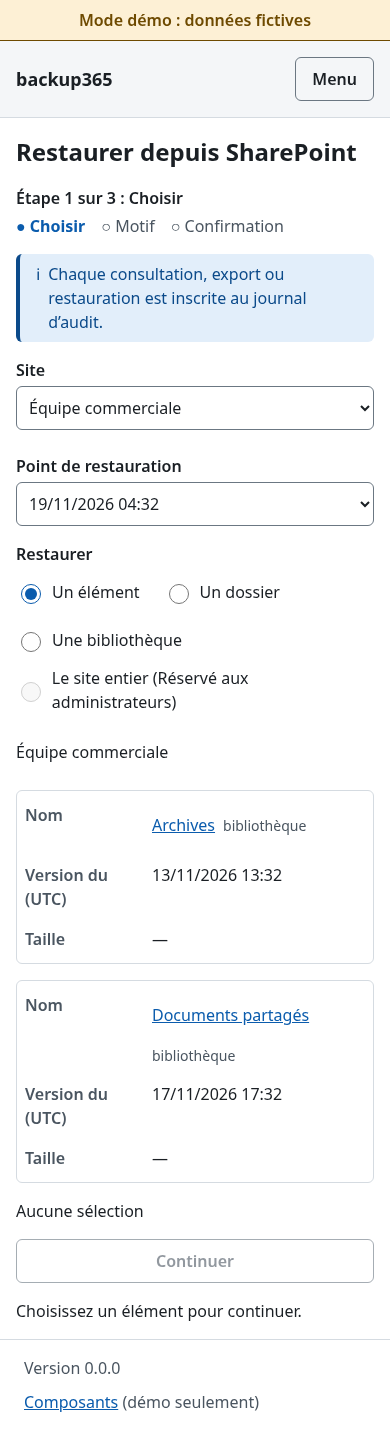 Mode démo : données fictives
backup365
Menu
Restaurer depuis SharePoint
Étape 1 sur 3 : Choisir
● Choisir ○ Motif ○ Confirmation
i Chaque consultation, export ou
restauration est inscrite au journal
d’audit.
Site
Équipe commerciale
Point de restauration
19/11/2026 04:32
Restaurer
Un élément Un dossier
Une bibliothèque
Le site entier (Réservé aux
administrateurs)
Équipe commerciale
Nom Archives bibliothèque
Version du 13/11/2026 13:32
(UTC)
Taille —
Nom Documents partagés
bibliothèque
Version du 17/11/2026 17:32
(UTC)
Taille —
Aucune sélection
Continuer
Choisissez un élément pour continuer.
Version 0.0.0
Composants (démo seulement)